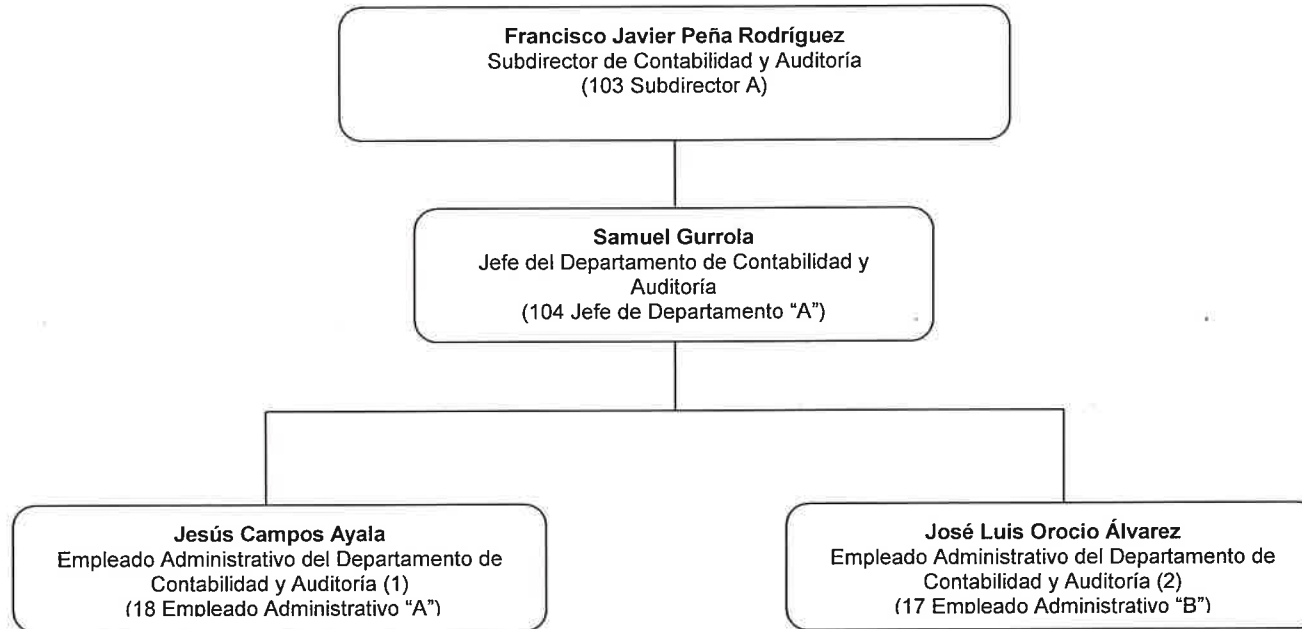 Francisco Javier Peña Rodríguez
Subdirector de Contabilidad y Auditoría
(103 Subdirector A)
Samuel Gurrola
Jefe del Departamento de Contabilidad y
Auditoría
(104 Jefe de Departamento “A”)
Jesús Campos Ayala
Empleado Administrativo del Departamento de
Contabilidad y Auditoría (1)
(18 Empleado Administrativo “A”)
José Luis Orocio Álvarez
Empleado Administrativo del Departamento de
Contabilidad y Auditoría (2)
(17 Empleado Administrativo “B”)